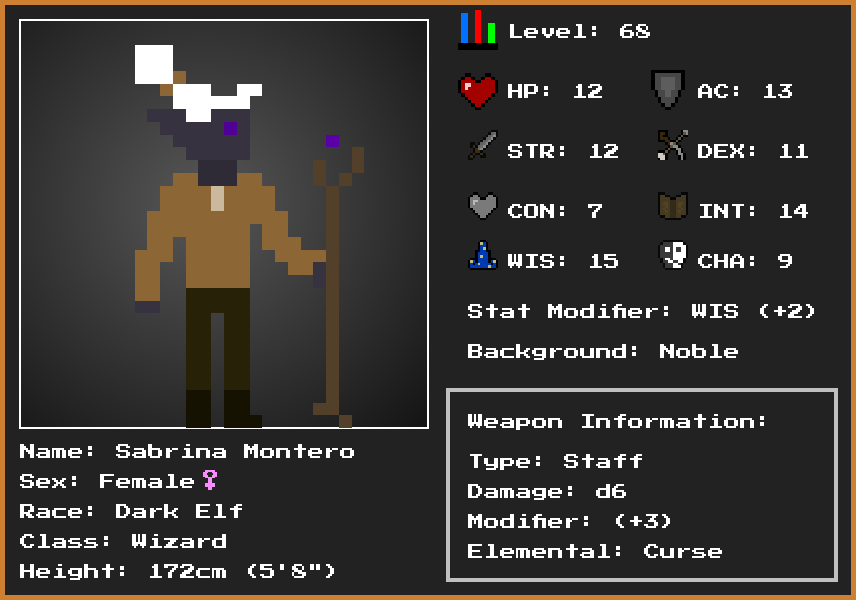 Level: 68
HP: 12
AC: 13
STR: 12
DEX: 11
CON: 7
INT: 14
WIS: 15
CHA: 9
Stat Modifier: WIS (+2)
Background: Noble
Weapon Information:
Type: Staff
Damage: d6
Modifier: (+3)
Elemental: Curse
Name: Sabrina Montero
Sex: Female♀
Race: Dark Elf
Class: Wizard
Height: 172cm (5'8")